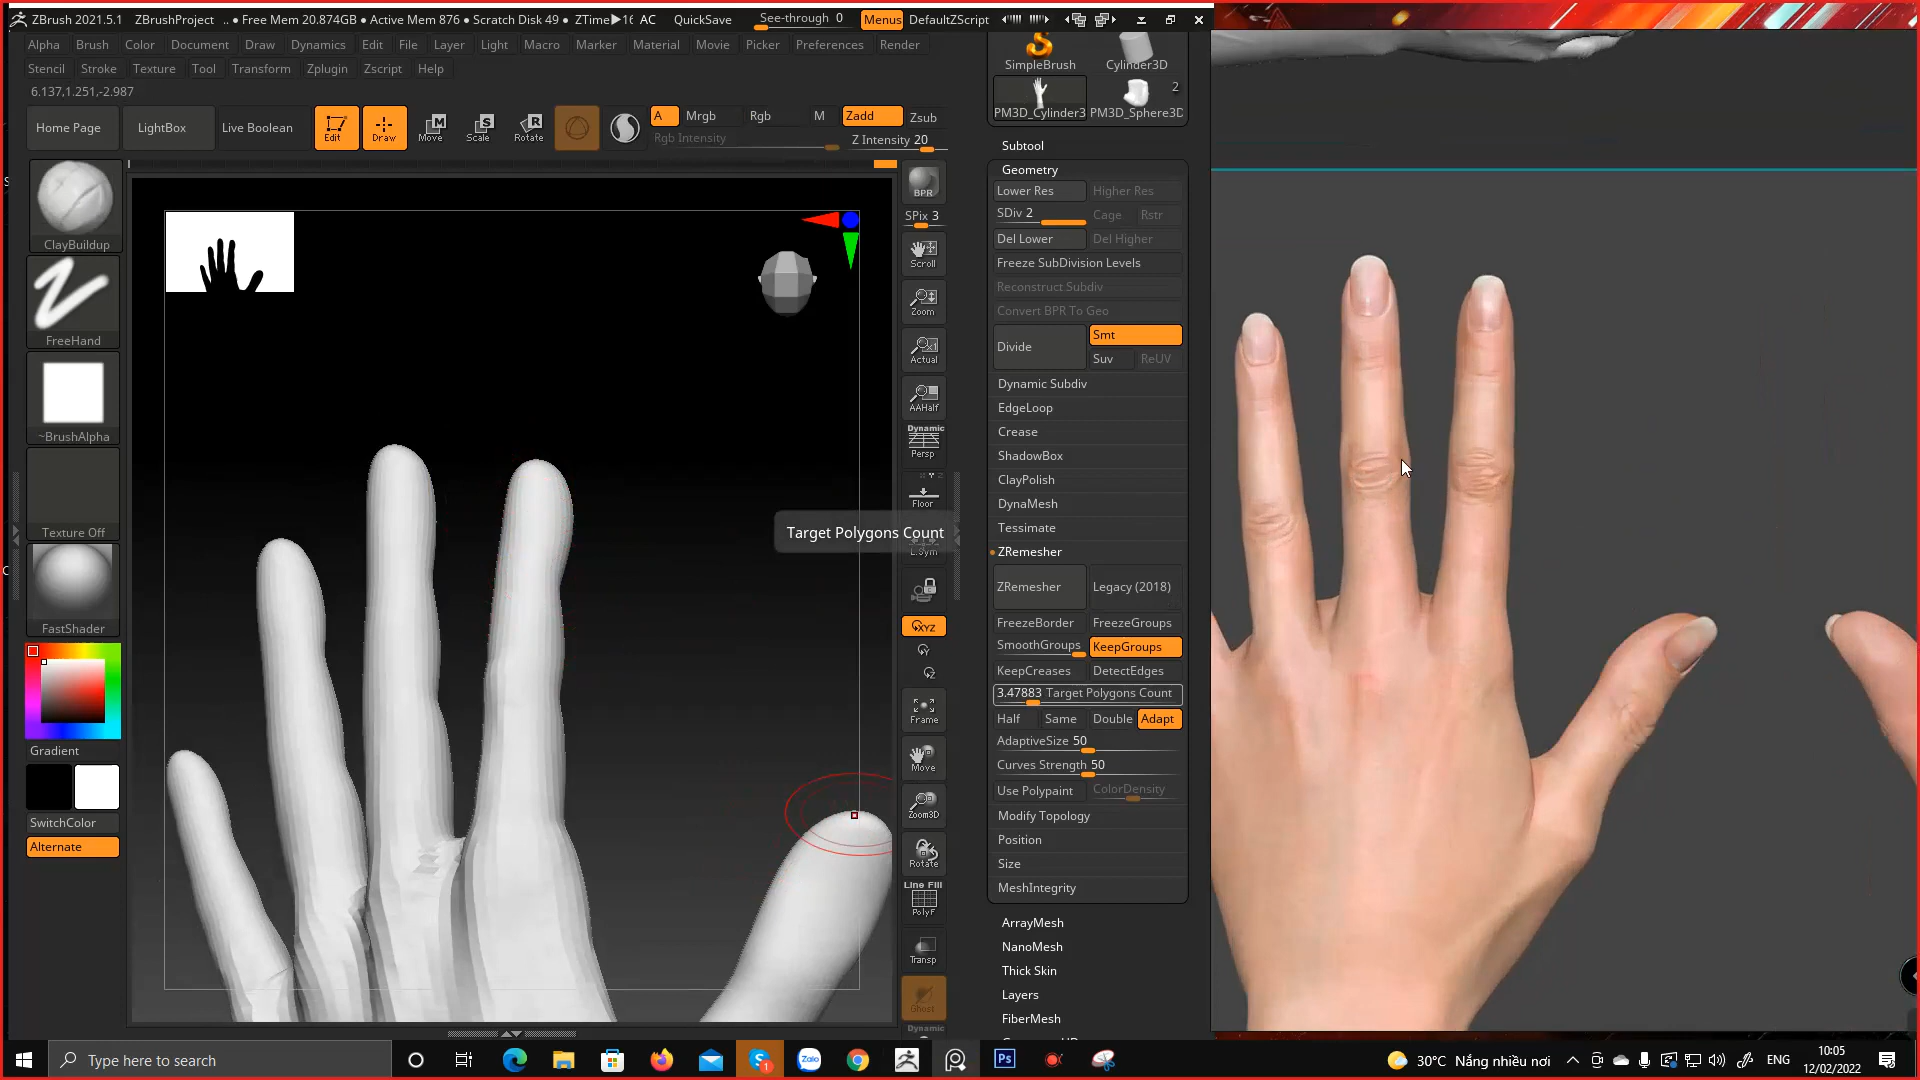 ZBrush 2021.5.1 ZBrushProject .. • Free Mem 20.874GB • Active Mem 876 • Scratch Disk 49 • ZTime▶16 AC QuickSave See-through 0 Menus DefaultZScript
Alpha Brush Color Document Draw Dynamics Edit File Layer Light Macro Marker Material Movie Picker Preferences Render
Stencil Stroke Texture Tool Transform Zplugin Zscript Help
6.137,1.251,-2.987
Home Page LightBox Live Boolean Edit Draw Move Scale Rotate A Mrgb Rgb M Zadd Zsub
Rgb Intensity Z Intensity 20
ClayBuildup
FreeHand
~BrushAlpha
Texture Off
FastShader
Gradient
SwitchColor
Alternate
Target Polygons Count
BPR
SPix 3
Scroll
Zoom
Actual
AAHalf
Dynamic
Persp
Floor
L.Sym
XYZ
Frame
Move
Zoom3D
Rotate
Line Fill
PolyF
Transp
Ghost
Dynamic
SimpleBrush Cylinder3D
2
PM3D_Cylinder3 PM3D_Sphere3D
Subtool
Geometry
Lower Res Higher Res
SDiv 2 Cage Rstr
Del Lower Del Higher
Freeze SubDivision Levels
Reconstruct Subdiv
Convert BPR To Geo
Divide Smt
Suv ReUV
Dynamic Subdiv
EdgeLoop
Crease
ShadowBox
ClayPolish
DynaMesh
Tessimate
ZRemesher
ZRemesher Legacy (2018)
FreezeBorder FreezeGroups
SmoothGroups KeepGroups
KeepCreases DetectEdges
3.47883 Target Polygons Count
Half Same Double Adapt
AdaptiveSize 50
Curves Strength 50
Use Polypaint ColorDensity
Modify Topology
Position
Size
MeshIntegrity
ArrayMesh
NanoMesh
Thick Skin
Layers
FiberMesh
Type here to search
Zalo
Ps
30°C Nắng nhiều nơi
ENG
10:05
12/02/2022